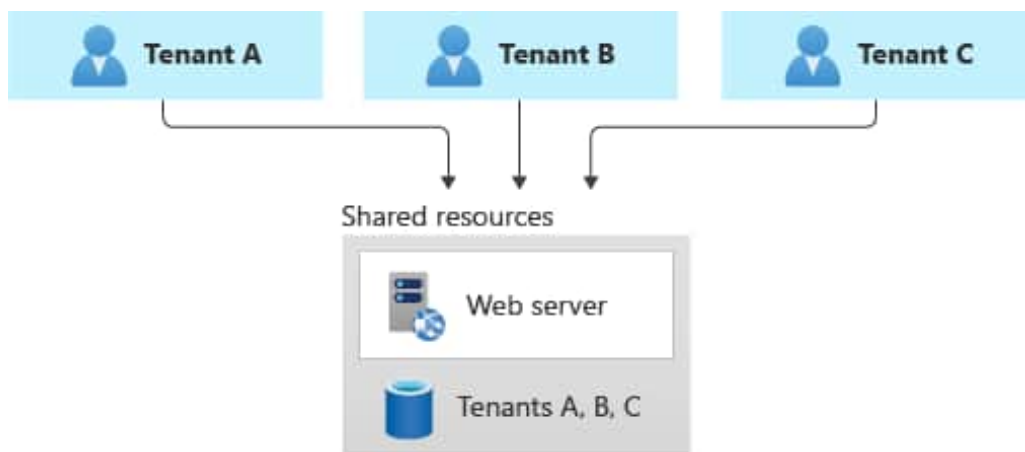 Tenant A
Tenant B
Tenant C
Shared resources
Web server
Tenants A, B, C